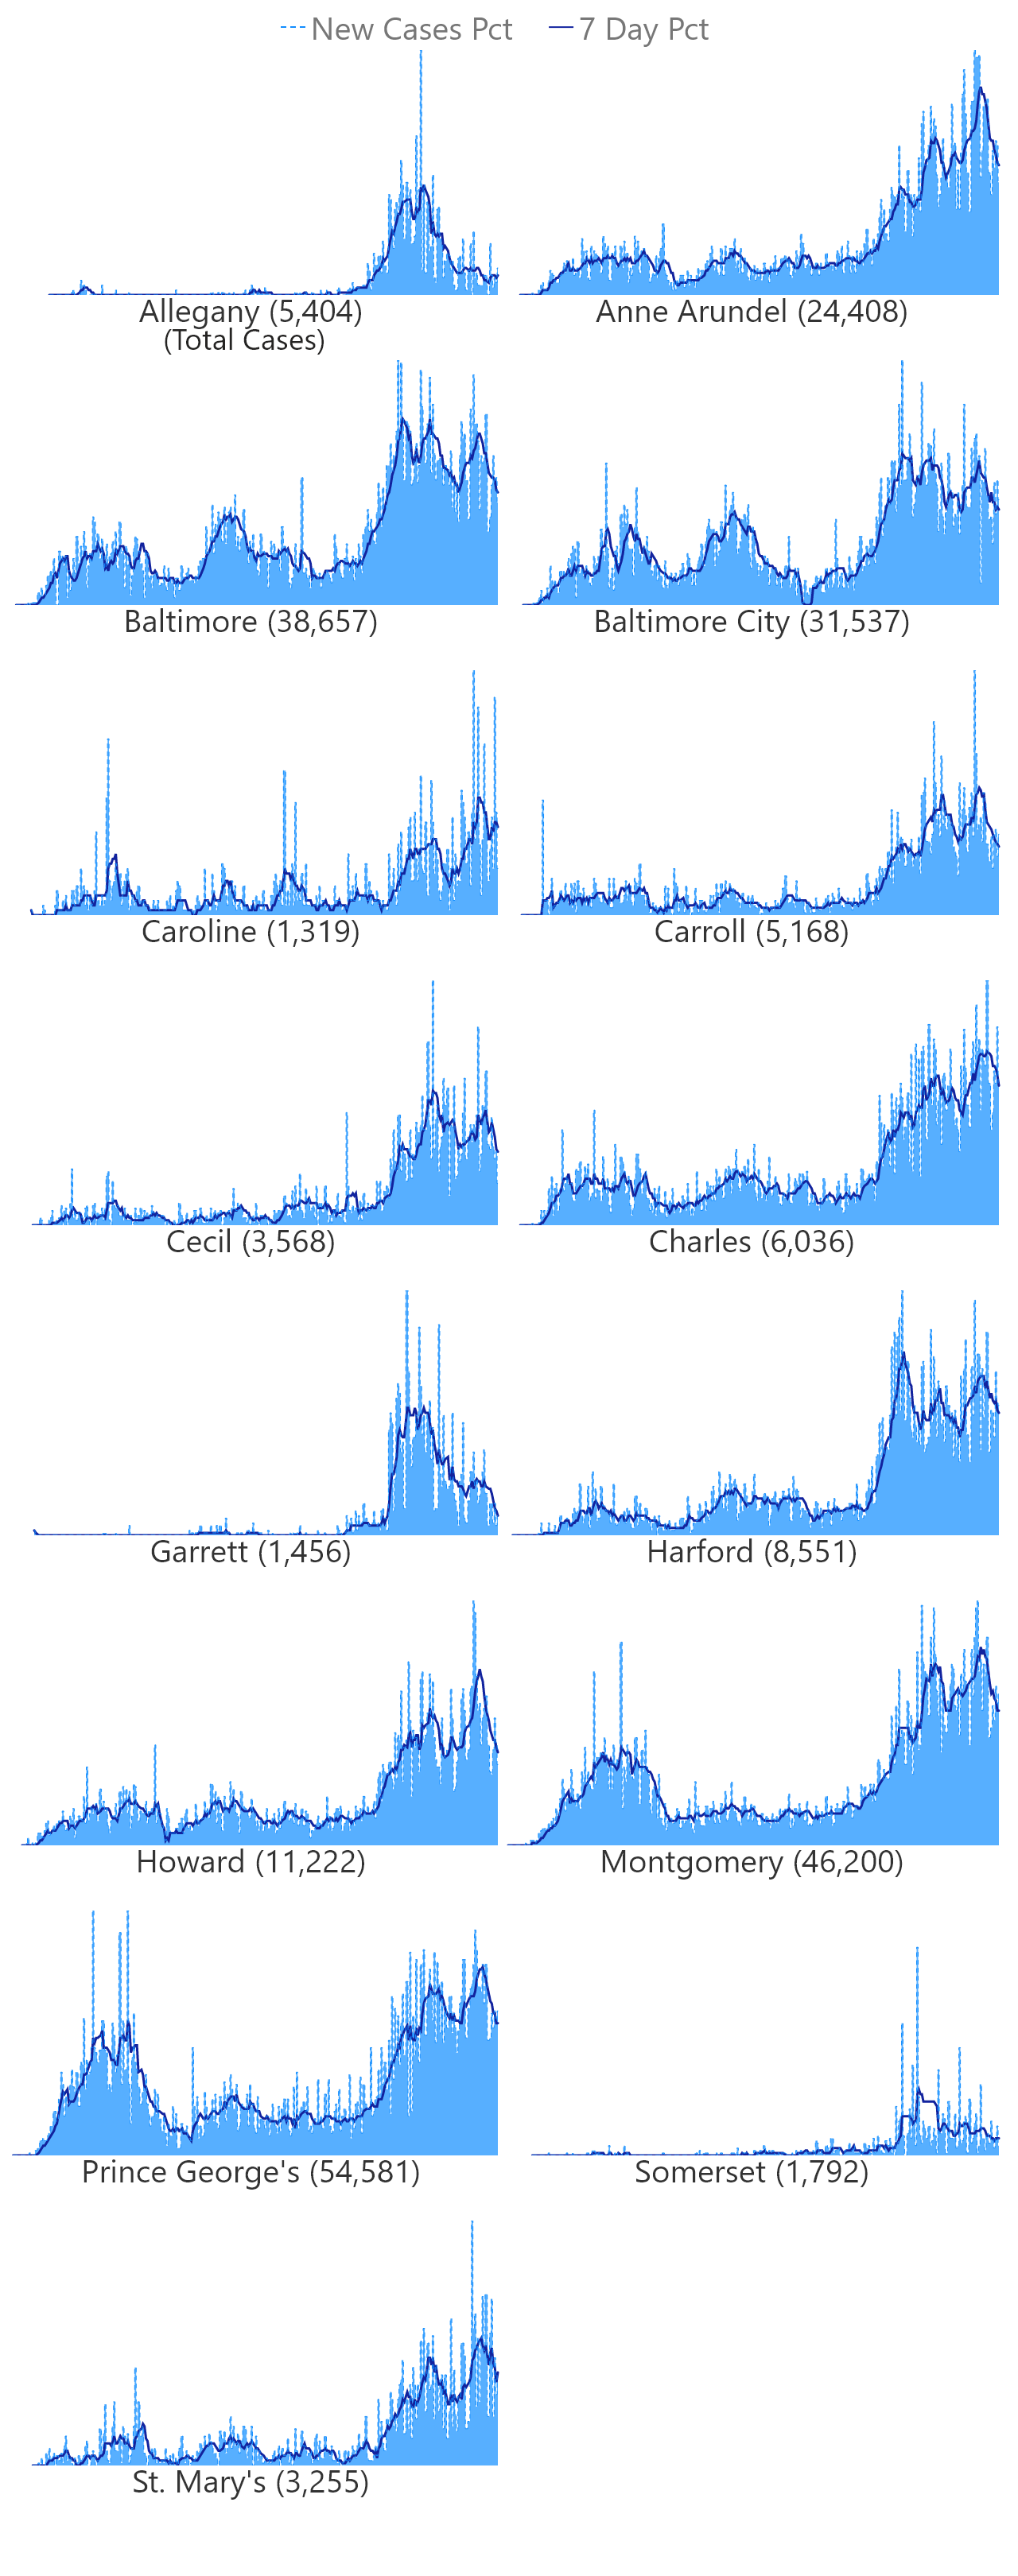 New Cases Pct 7 Day Pct
Allegany (5,404) Anne Arundel (24,408)
(Total Cases)
Baltimore (38,657) Baltimore City (31,537)
Caroline (1,319) Carroll (5,168)
Cecil (3,568) Charles (6,036)
Garrett (1,456) Harford (8,551)
Howard (11,222) Montgomery (46,200)
Prince George's (54,581) Somerset (1,792)
St. Mary's (3,255)